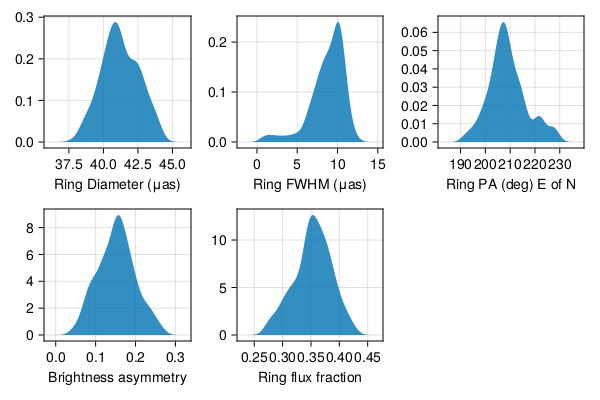 0.3
0.2
0.1
0.0
37.5 40.0 42.5 45.0
Ring Diameter (μas)
0.2
0.1
0.0
0 5 10 15
Ring FWHM (μas)
0.06
0.05
0.04
0.03
0.02
0.01
0.00
190 200 210 220 230
Ring PA (deg) E of N
8
6
4
2
0
0.0 0.1 0.2 0.3
Brightness asymmetry
10
5
0
0.25 0.30 0.35 0.40 0.45
Ring flux fraction